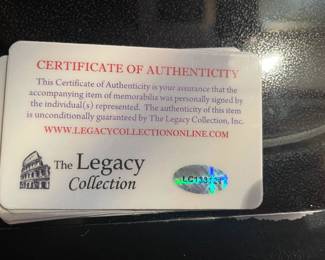 CERTIFICATE OF AUTHENTICITY
This Certificate of Authenticity is your assurance that the
accompanying item of memorabilia was personally signed by
the individual(s) represented. The authenticity of this item
is unconditionally guaranteed by The Legacy Collection, Inc.
WWW.LEGACYCOLLECTIONONLINE.COM
The Legacy
Collection